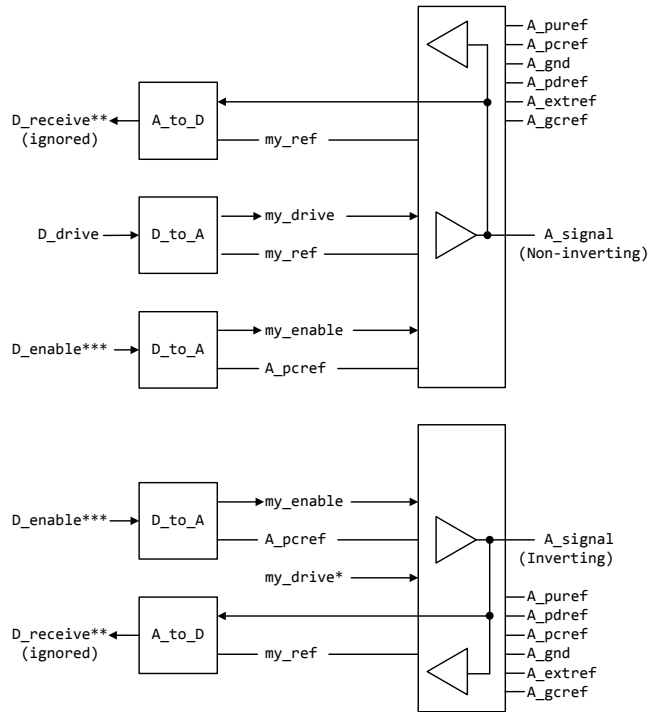 A_puref
A_pcref
A_gnd
A_pdref
A_extref
A_gcref
D_receive**
(ignored)
A_to_D
my_ref
D_drive
D_to_A
my_drive
my_ref
A_signal
(Non-inverting)
D_enable***
D_to_A
my_enable
A_pcref
D_enable***
D_to_A
my_enable
A_pcref
my_drive*
A_signal
(Inverting)
D_receive**
(ignored)
A_to_D
my_ref
A_puref
A_pdref
A_pcref
A_gnd
A_extref
A_gcref